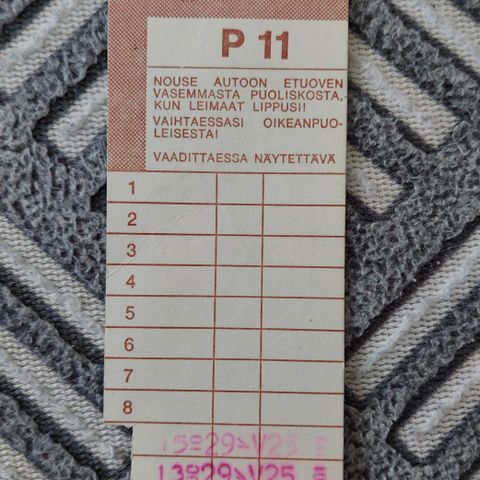 P 11
NOUSE AUTOON ETUOVEN
VASEMMASTA PUOLISKOSTA,
KUN LEIMAAT LIPPUSI!
VAIHTAESSASI OIKEANPUO-
LEISESTA!
VAADITTAESSA NÄYTETTÄVÄ
1
2
3
4
5
6
7
8